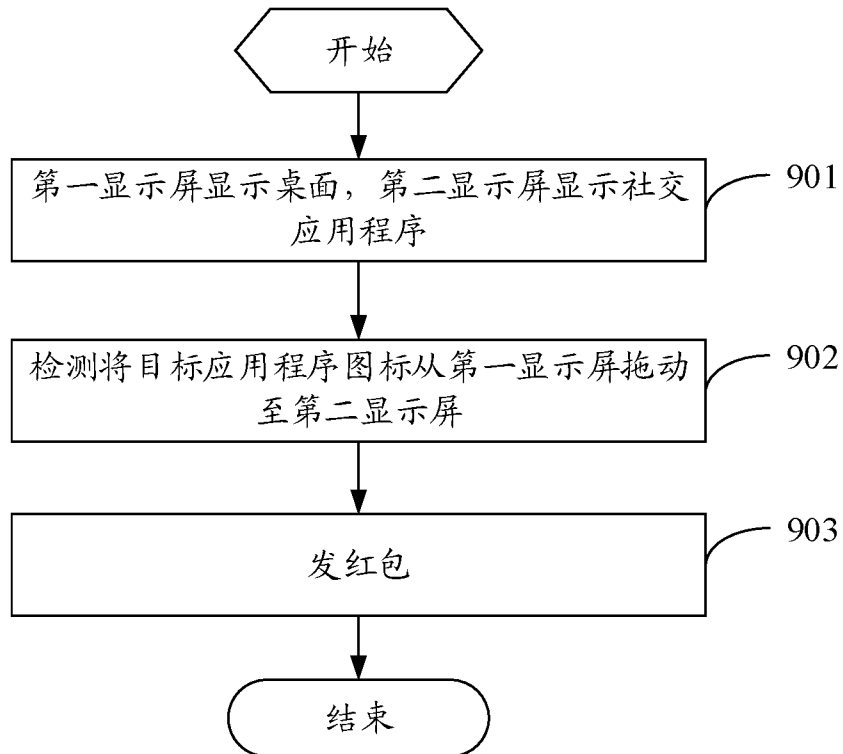 开始
第一显示屏显示桌面，第二显示屏显示社交
应用程序
901
检测将目标应用程序图标从第一显示屏拖动
至第二显示屏
902
发红包
903
结束